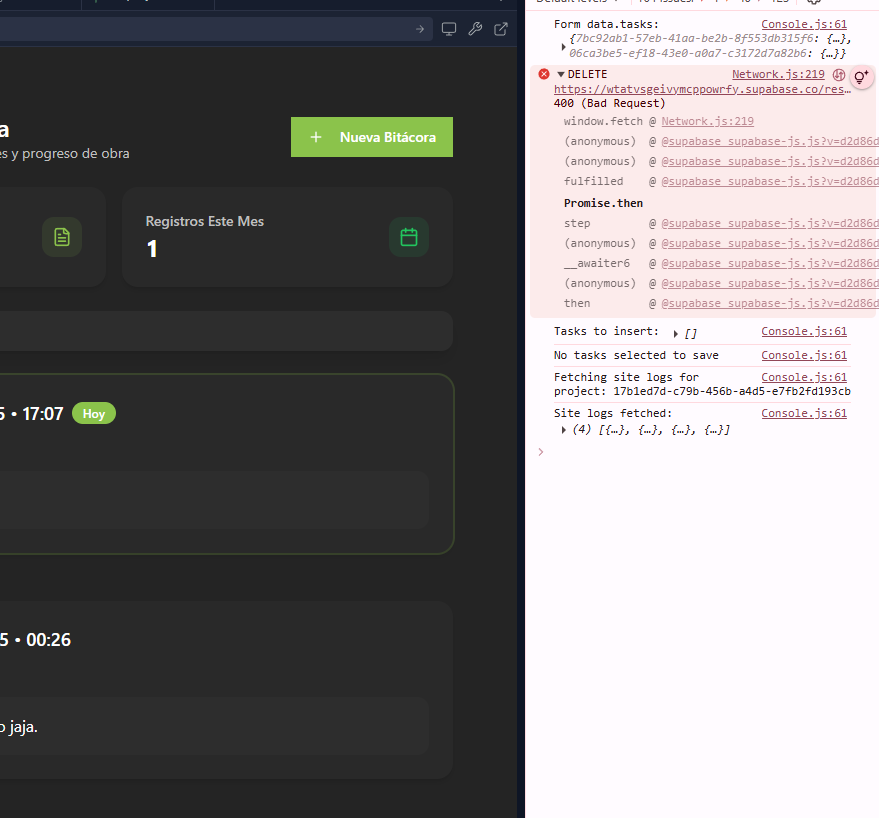 a
s y progreso de obra
+ Nueva Bitácora
Registros Este Mes
1
5 • 17:07 Hoy
5 • 00:26
o jaja.
Form data.tasks: Console.js:61
{7bc92ab1-57eb-41aa-be2b-8f553db315f6: {…},
06ca3be5-ef18-43e0-a0a7-c3172d7a82b6: {…}}
DELETE Network.js:219
https://wtatvsgeivymcppowrfy.supabase.co/res…
400 (Bad Request)
window.fetch @ Network.js:219
(anonymous) @ @supabase_supabase-js.js?v=d2d86d
(anonymous) @ @supabase_supabase-js.js?v=d2d86d
fulfilled @ @supabase_supabase-js.js?v=d2d86d
Promise.then
step @ @supabase_supabase-js.js?v=d2d86d
(anonymous) @ @supabase_supabase-js.js?v=d2d86d
__awaiter6 @ @supabase_supabase-js.js?v=d2d86d
(anonymous) @ @supabase_supabase-js.js?v=d2d86d
then @ @supabase_supabase-js.js?v=d2d86d
Tasks to insert: [] Console.js:61
No tasks selected to save Console.js:61
Fetching site logs for Console.js:61
project: 17b1ed7d-c79b-456b-a4d5-e7fb2fd193cb
Site logs fetched: Console.js:61
(4) [{…}, {…}, {…}, {…}]